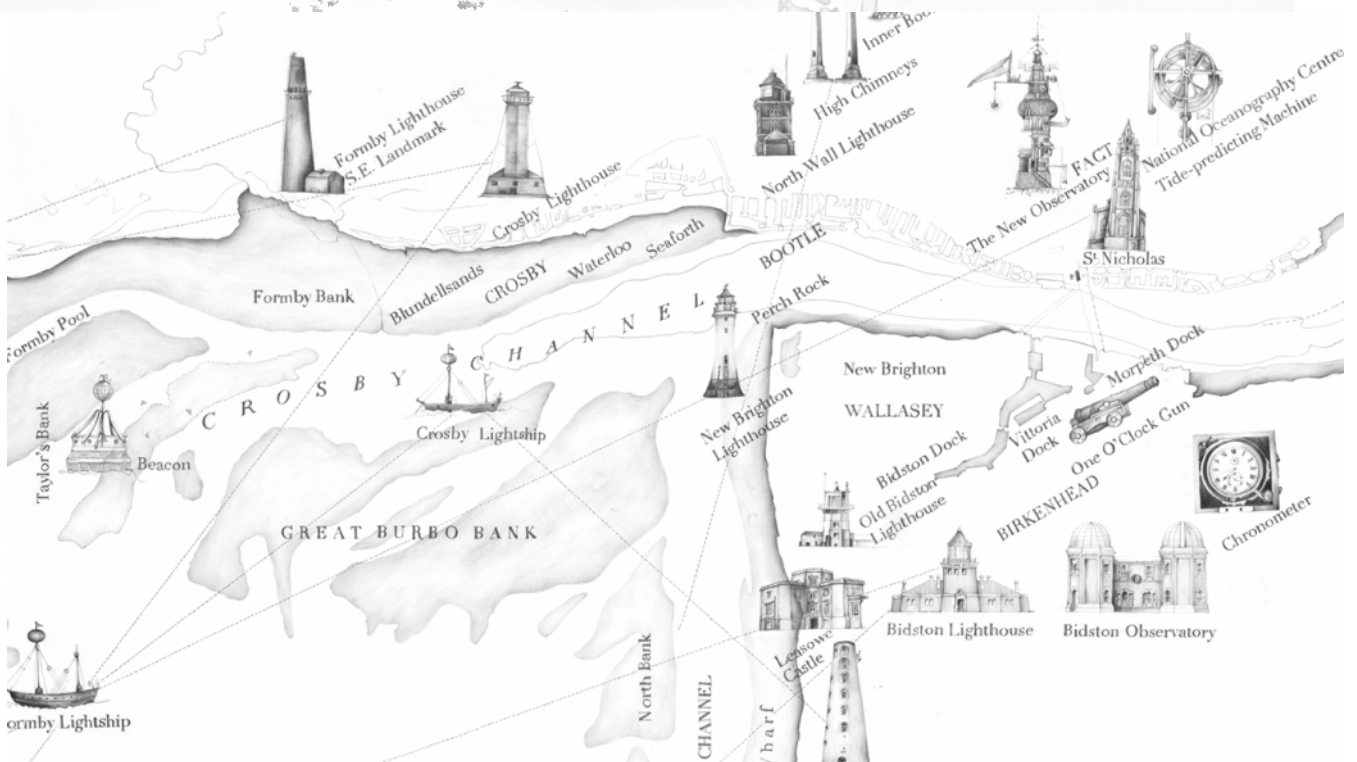 Inner
High Chimneys
North Wall Lighthouse
Formby Lighthouse
S.E. Landmark
Crosby Lighthouse
FACT
The New Observatory
National Oceanography Centre
Tide-predicting Machine
St Nicholas
BOOTLE
Seaforth
Waterloo
CROSBY
Blundellsands
Formby Bank
Formby Pool
CROSBY CHANNEL
Perch Rock
New Brighton
Lighthouse
New Brighton
WALLASEY
Morpeth Dock
Vittoria
Dock
One O'Clock Gun
Bidston Dock
Old Bidston
Lighthouse
BIRKENHEAD
Chronometer
Taylor's Bank
Beacon
Crosby Lightship
GREAT BURBO BANK
Bidston Lighthouse
Bidston Observatory
Leasowe
Castle
North Bank
CHANNEL
ormby Lightship